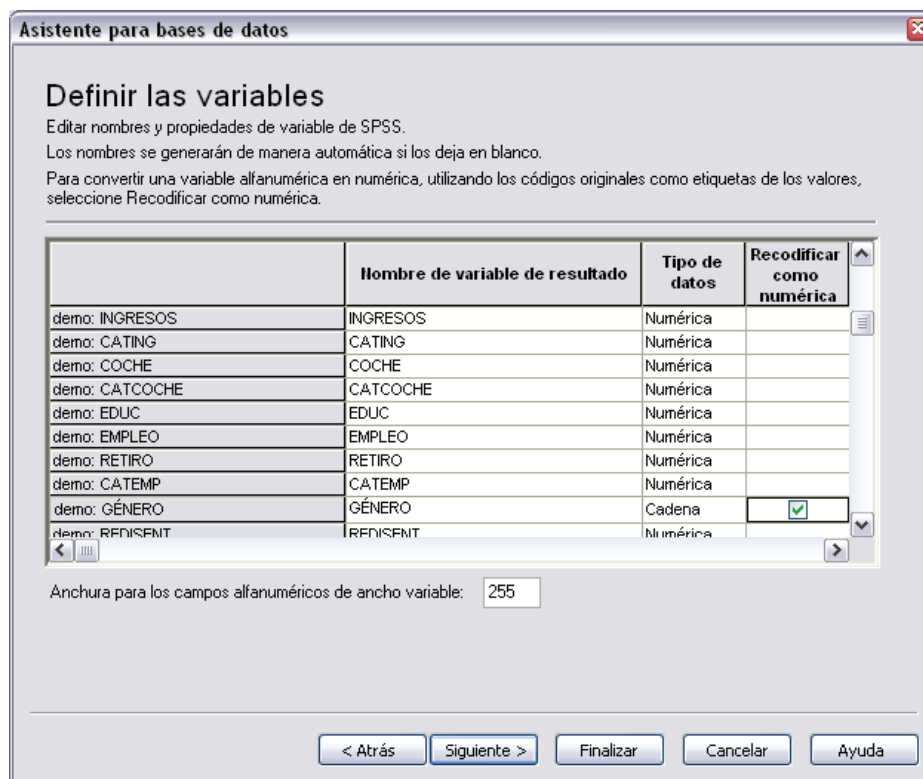 Asistente para bases de datos
Definir las variables
Editar nombres y propiedades de variable de SPSS.
Los nombres se generarán de manera automática si los deja en blanco.
Para convertir una variable alfanumérica en numérica, utilizando los códigos originales como etiquetas de los valores,
seleccione Recodificar como numérica.
Nombre de variable de resultado Tipo de datos Recodificar como numérica
demo: INGRESOS INGRESOS Numérica
demo: CATING CATING Numérica
demo: COCHE COCHE Numérica
demo: CATCOCHE CATCOCHE Numérica
demo: EDUC EDUC Numérica
demo: EMPLEO EMPLEO Numérica
demo: RETIRO RETIRO Numérica
demo: CATEMP CATEMP Numérica
demo: GÉNERO GÉNERO Cadena
demo: REDISENT REDISENT Numérica
Anchura para los campos alfanuméricos de ancho variable: 255
< Atrás Siguiente > Finalizar Cancelar Ayuda